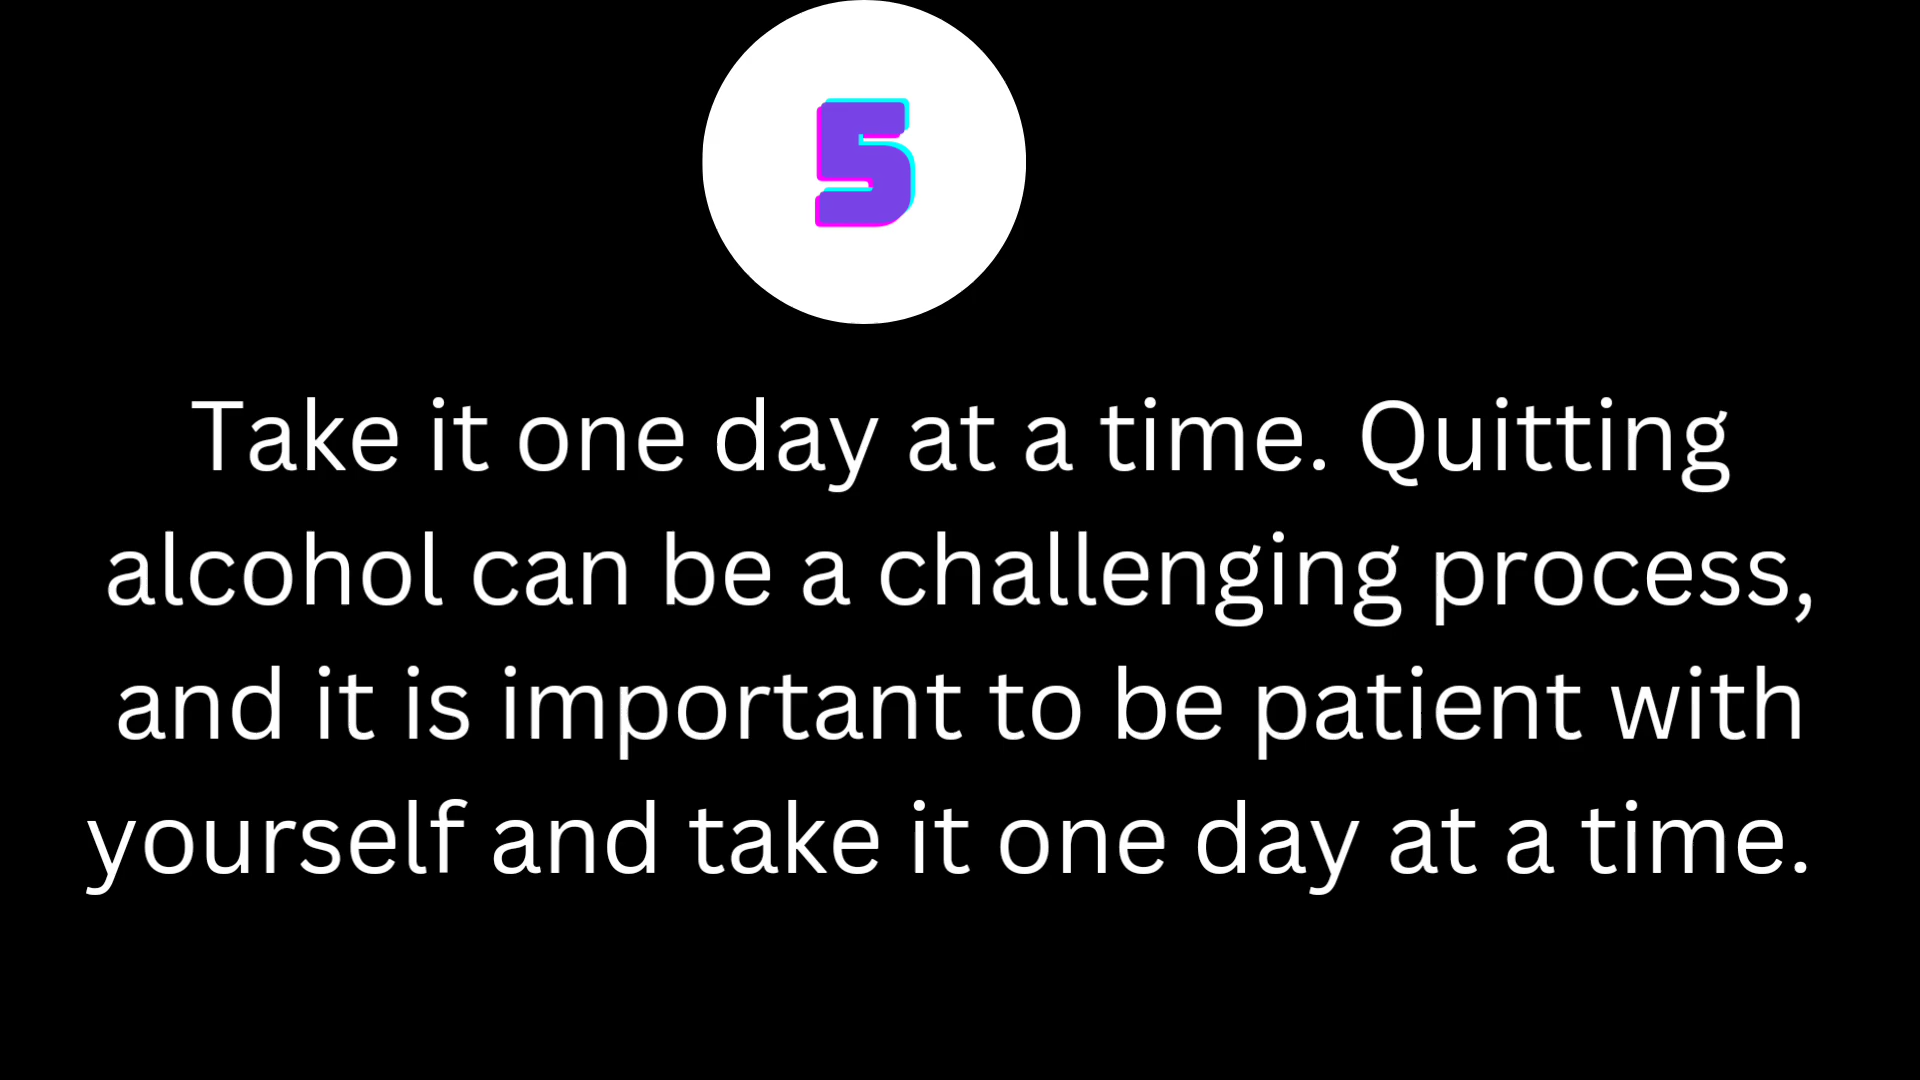 5
Take it one day at a time. Quitting
alcohol can be a challenging process,
and it is important to be patient with
yourself and take it one day at a time.